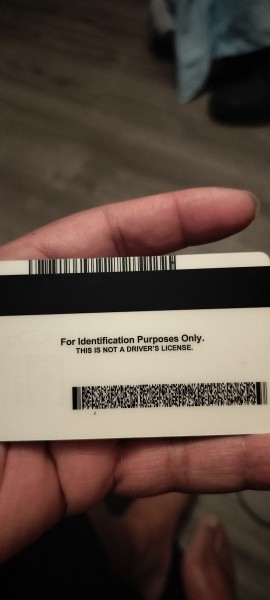 For Identification Purposes Only.
THIS IS NOT A DRIVER'S LICENSE.